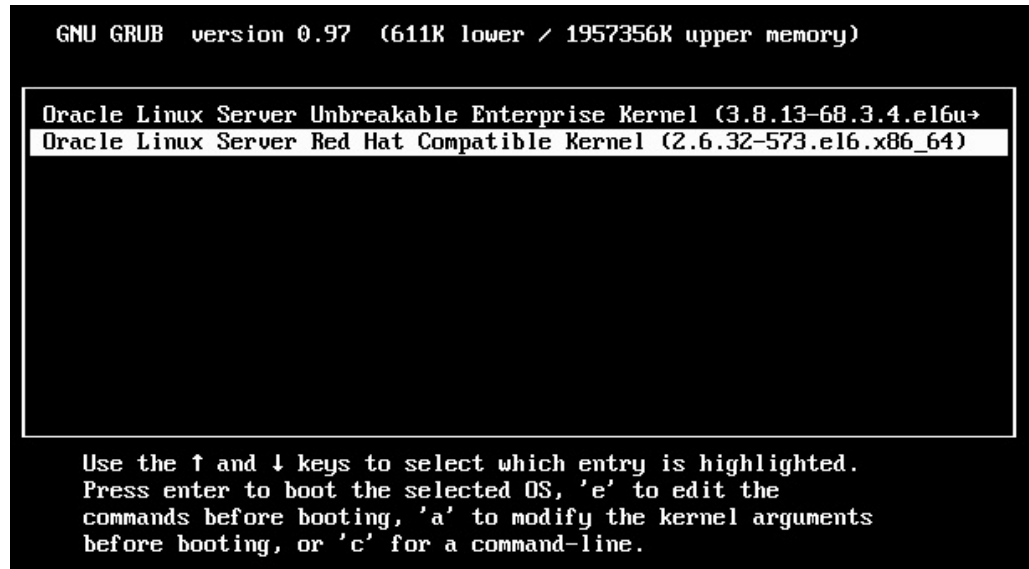 GNU GRUB  version 0.97  (611K lower / 1957356K upper memory)
Oracle Linux Server Unbreakable Enterprise Kernel (3.8.13-68.3.4.el6u→
Oracle Linux Server Red Hat Compatible Kernel (2.6.32-573.el6.x86_64)
Use the ↑ and ↓ keys to select which entry is highlighted.
Press enter to boot the selected OS, 'e' to edit the
commands before booting, 'a' to modify the kernel arguments
before booting, or 'c' for a command-line.